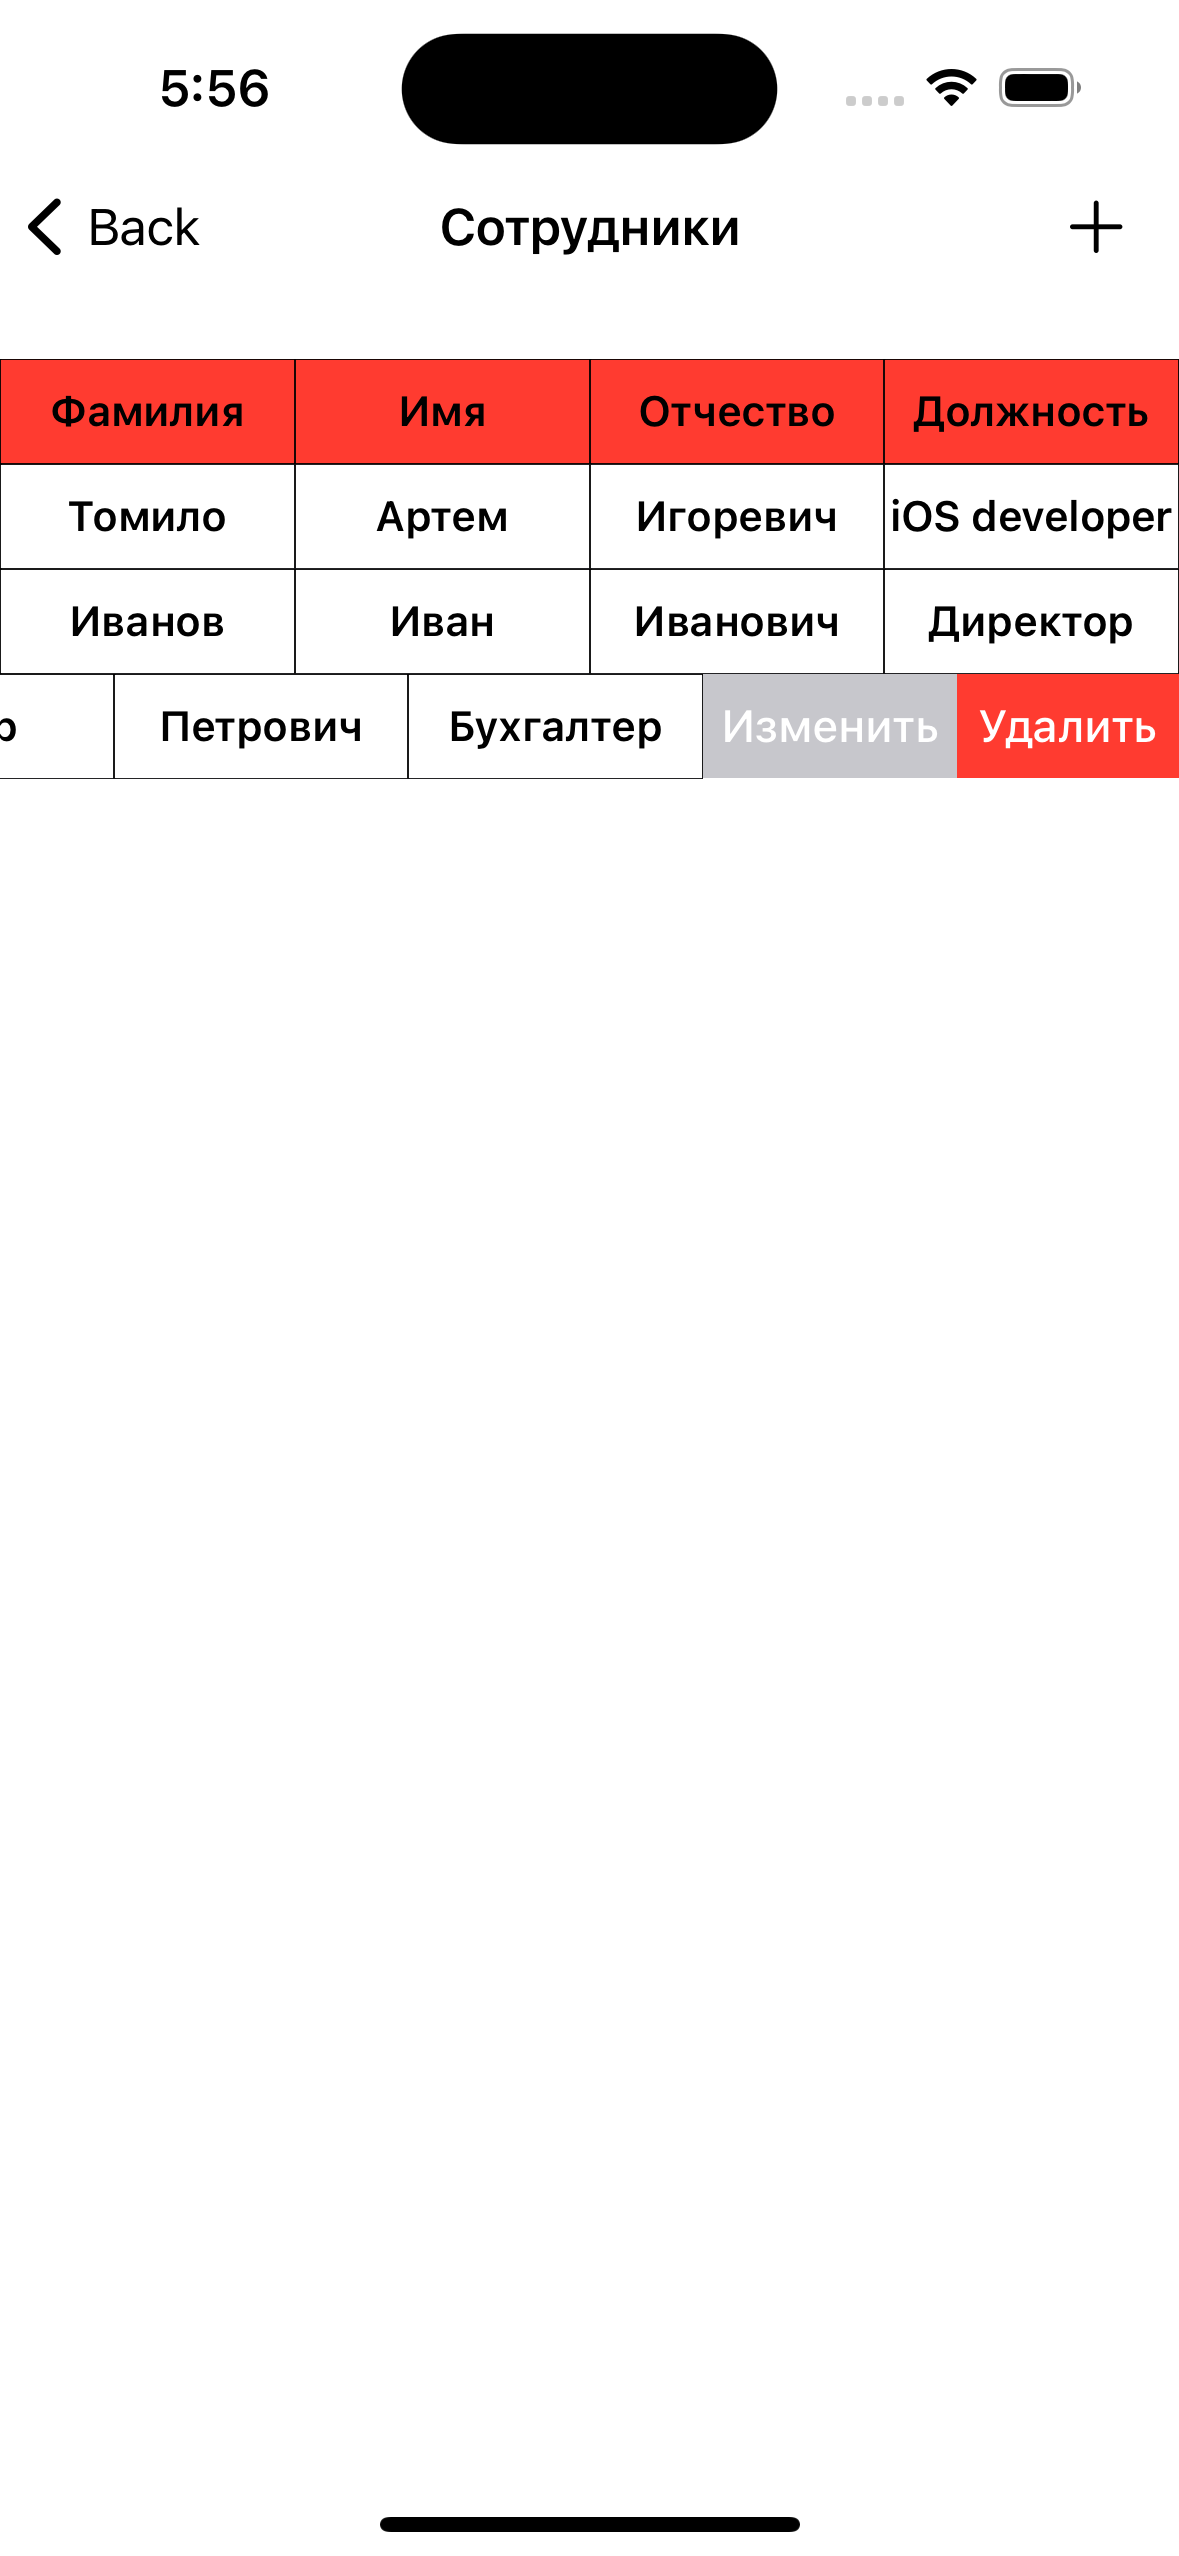 5:56
Back Сотрудники
Фамилия Имя Отчество Должность
Томило Артем Игоревич iOS developer
Иванов Иван Иванович Директор
р Петрович Бухгалтер Изменить Удалить